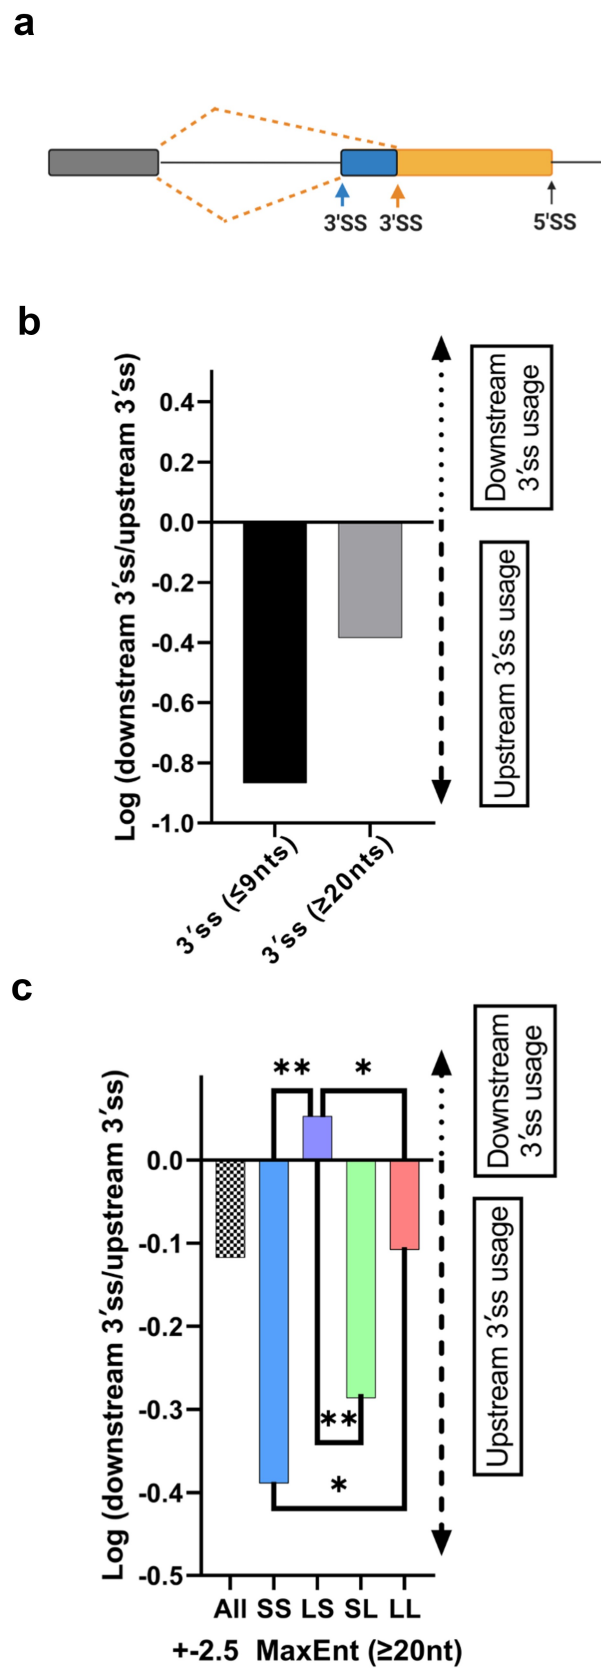 a
3'SS 3'SS 5'SS
b
Log (downstream 3′ss/upstream 3′ss)
0.4
0.2
0.0
-0.2
-0.4
-0.6
-0.8
-1.0
3′ss (≤9nts)
3′ss (≥20nts)
Downstream
3′ss usage
Upstream 3′ss usage
c
Log (downstream 3′ss/upstream 3′ss)
** *
0.0
-0.1
-0.2
-0.3
-0.4
-0.5
**
*
All SS LS SL LL
+-2.5 MaxEnt (≥20nt)
Downstream
3′ss usage
Upstream 3′ss usage